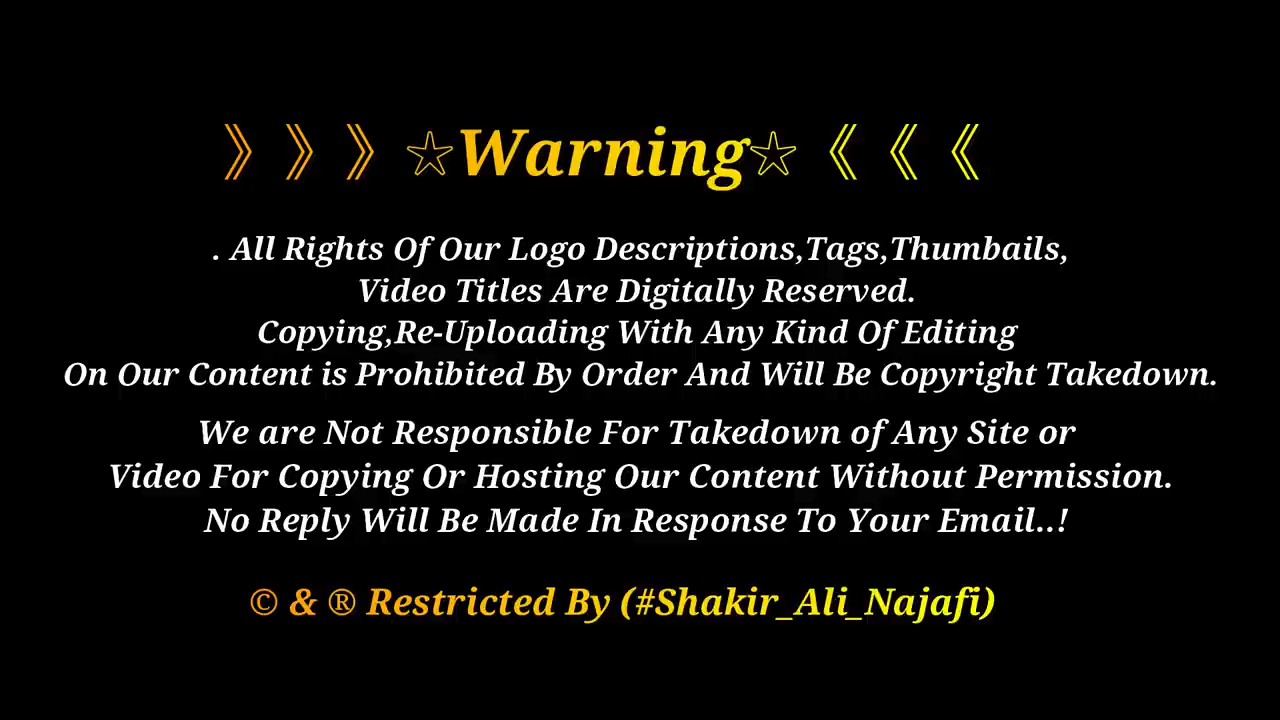 》》》☆Warning☆《《《
. All Rights Of Our Logo Descriptions,Tags,Thumbails,
Video Titles Are Digitally Reserved.
Copying,Re-Uploading With Any Kind Of Editing
On Our Content is Prohibited By Order And Will Be Copyright Takedown.
We are Not Responsible For Takedown of Any Site or
Video For Copying Or Hosting Our Content Without Permission.
No Reply Will Be Made In Response To Your Email..!
© & ® Restricted By (#Shakir_Ali_Najafi)